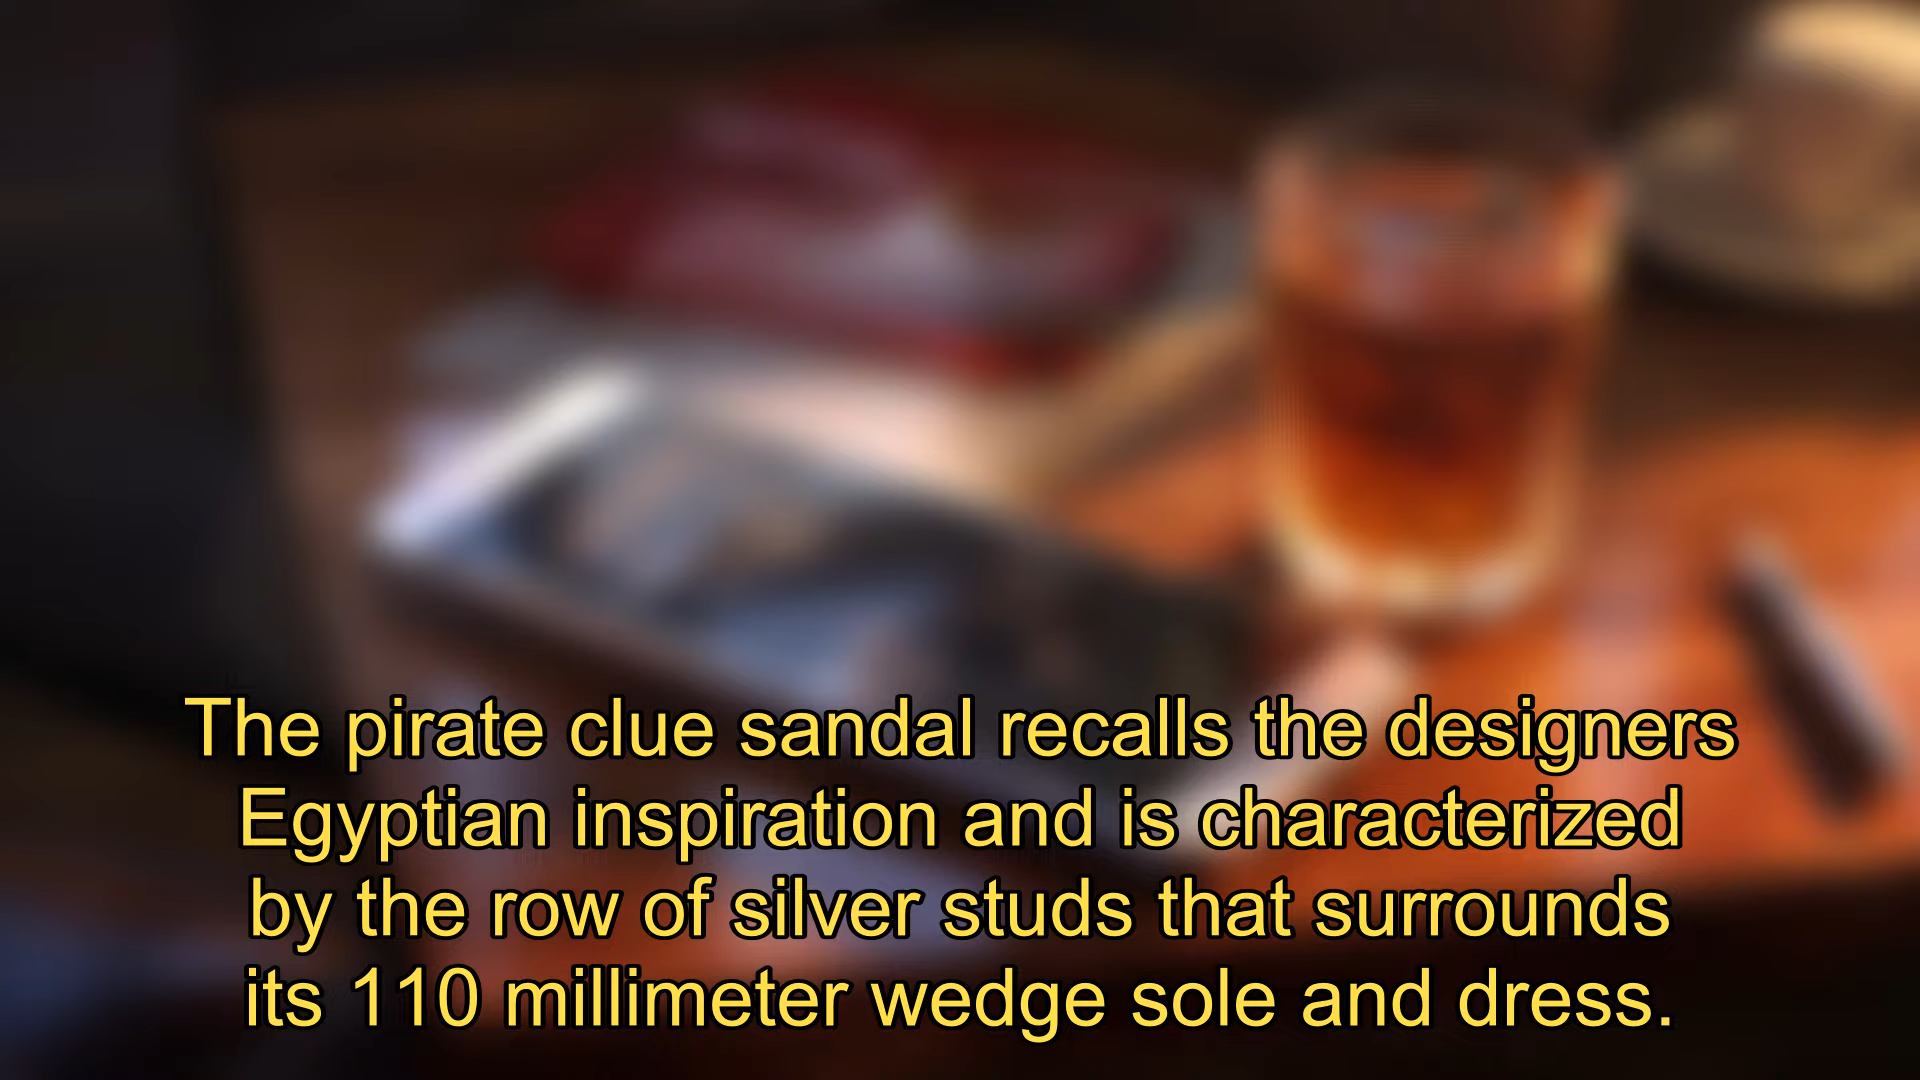 The pirate clue sandal recalls the designers
Egyptian inspiration and is characterized
by the row of silver studs that surrounds
its 110 millimeter wedge sole and dress.